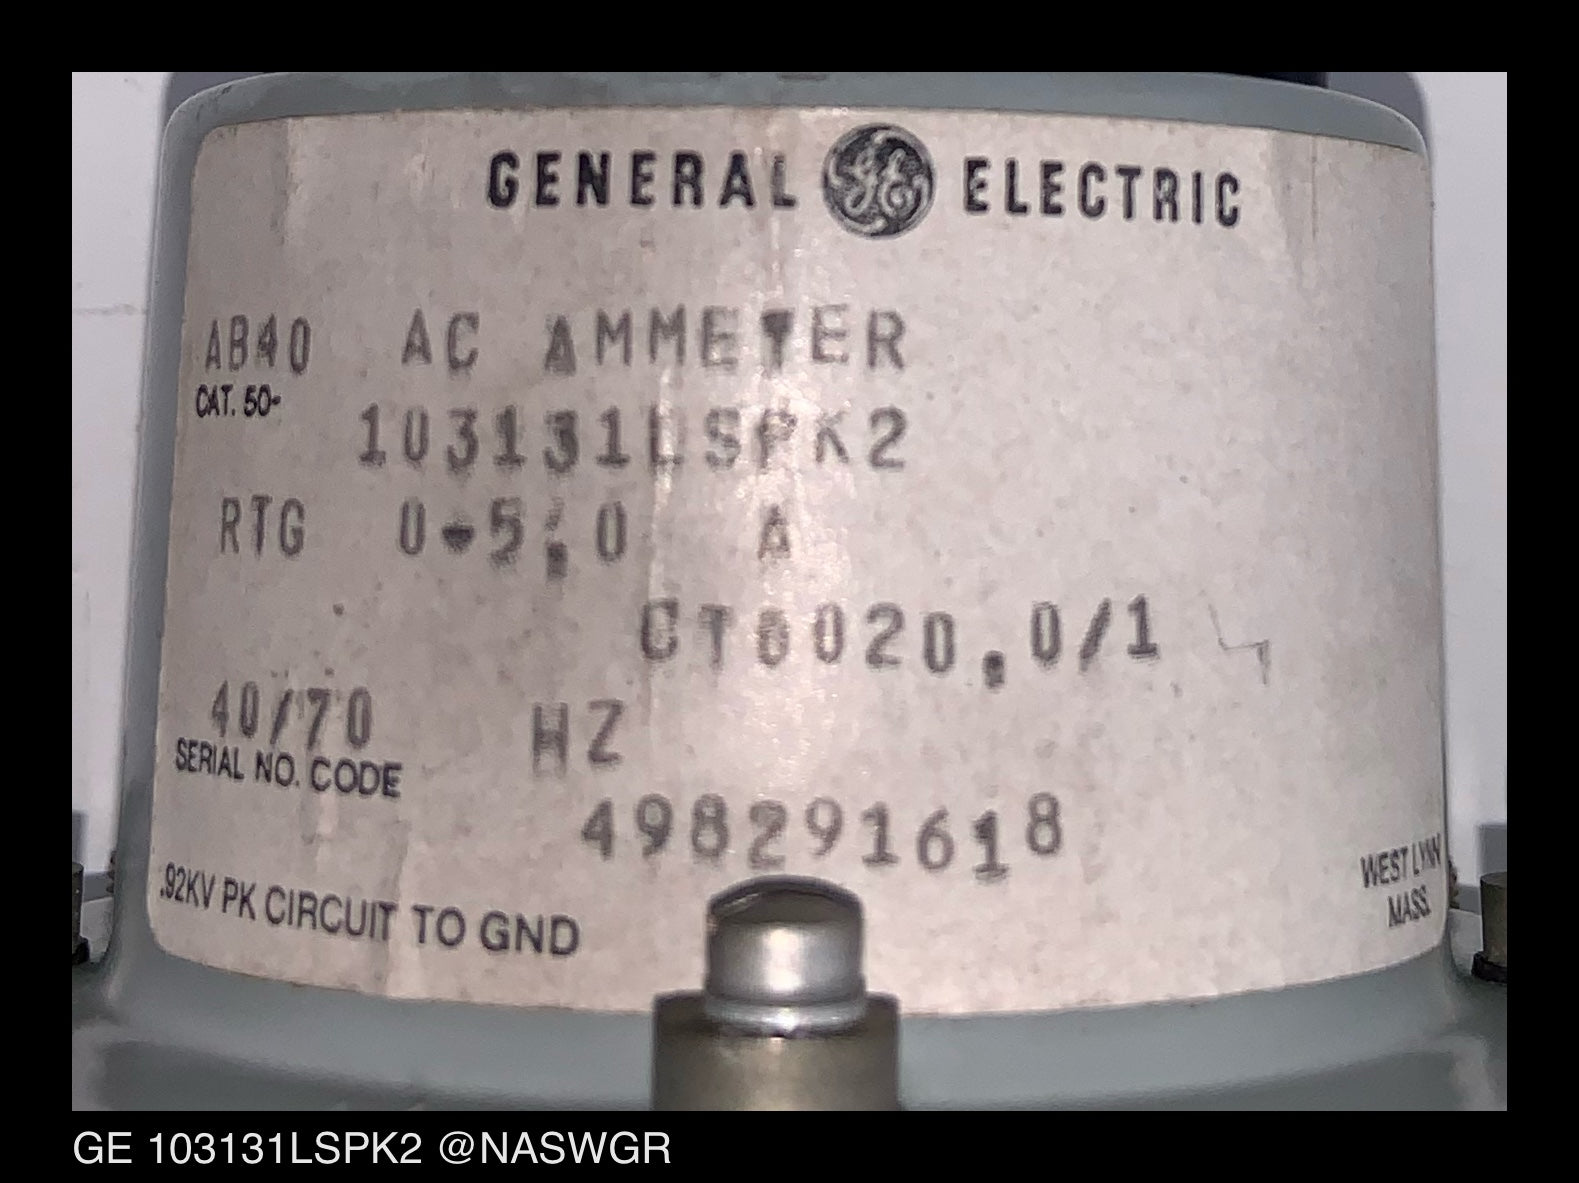 GENERAL GE ELECTRIC
AB40 AC AMMETER
CAT. 50-
103131LSPK2
RTG 0-5.0 A
CT0020.0/1
40/70 HZ
SERIAL NO. CODE
498291618
.92KV PK CIRCUIT TO GND
WEST LYNN
MASS.
GE 103131LSPK2 @NASWGR